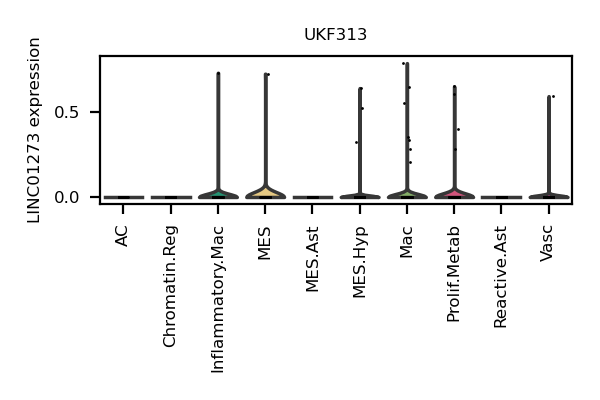 UKF313
LINC01273 expression
0.5
0.0
AC
Chromatin.Reg
Inflammatory.Mac
MES
MES.Ast
MES.Hyp
Mac
Prolif.Metab
Reactive.Ast
Vasc